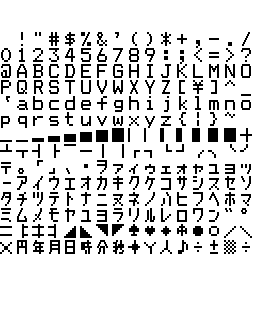 ! " # $ % & ' ( ) * + , - . /
0 1 2 3 4 5 6 7 8 9 : ; < = > ?
@ A B C D E F G H I J K L M N O
P Q R S T U V W X Y Z [ ¥ ] ^ _
` a b c d e f g h i j k l m n o
p q r s t u v w x y z { | } ~
▁ ▂ ▃ ▄ ▅ ▆ ▇ █ ▏ ▎ ▍ ▌ ▋ ▊ ▉ ┼
┴ ┬ ┤ ├ ▔ ─ │ ▕ ┌ ┐ └ ┘ ╭ ╮ ╰ ╯
〒 。 「 」 、 ・ ヲ ァ ィ ゥ ェ ォ ャ ュ ョ ッ
ー ア イ ウ エ オ カ キ ク ケ コ サ シ ス セ ソ
タ チ ツ テ ト ナ ニ ヌ ネ ノ ハ ヒ フ ヘ ホ マ
ミ ム メ モ ヤ ユ ヨ ラ リ ル レ ロ ワ ン ゛ ゜
═ ╞ ╪ ╡ ◢ ◣ ◥ ◤ ♠ ♥ ♦ ♣ ● ○ ╱ ╲
╳ 円 年 月 日 時 分 秒 ♪ ÷ ± ▒ ÷